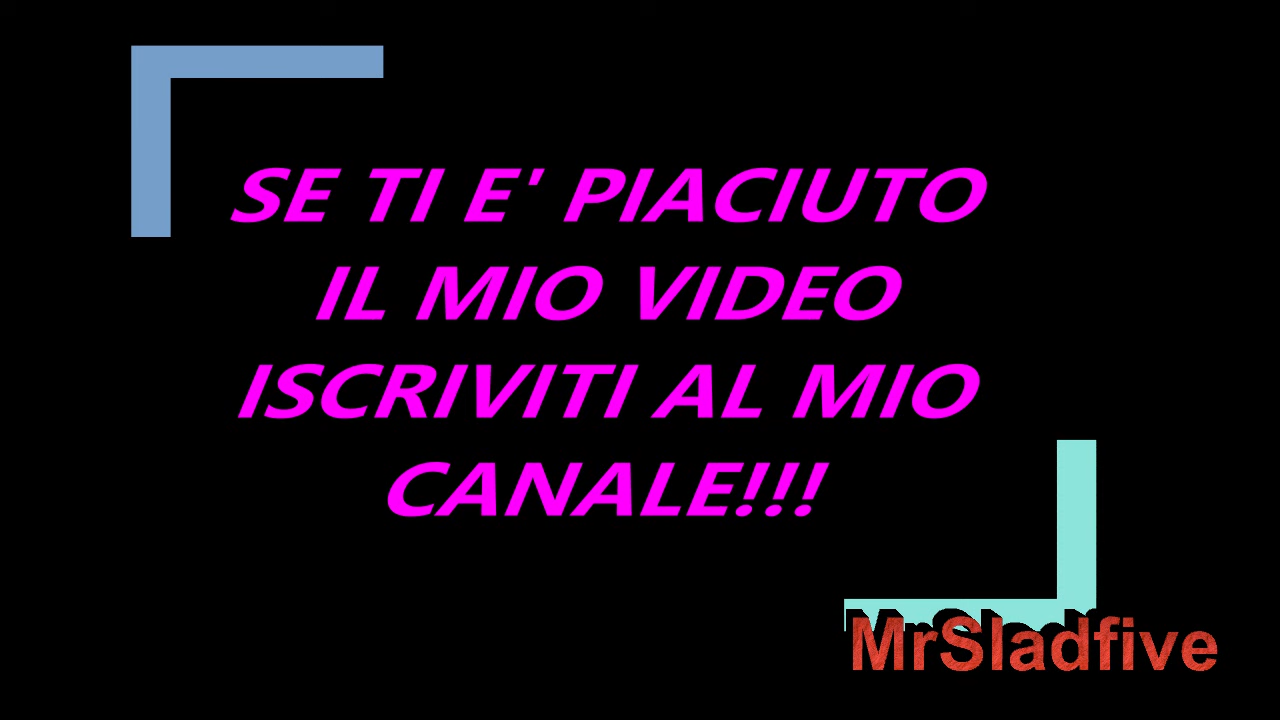 SE TI E' PIACIUTO
IL MIO VIDEO
ISCRIVITI AL MIO
CANALE!!!
MrSladfive